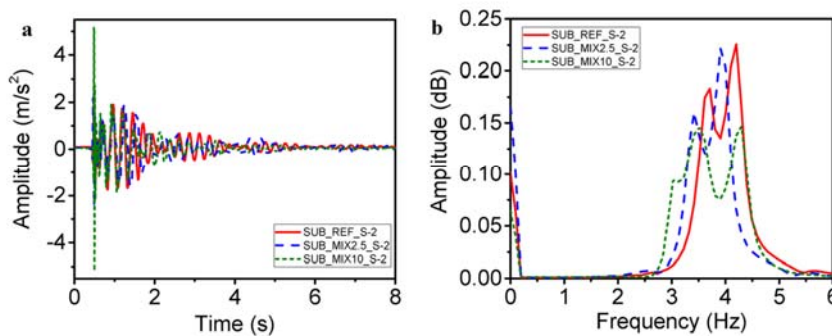 a
Amplitude (m/s²)
4
2
0
-2
-4
SUB_REF_S-2
SUB_MIX2.5_S-2
SUB_MIX10_S-2
0 2 4 6 8
Time (s)
b
Amplitude (dB)
0.25
0.20
0.15
0.10
0.05
0.00
SUB_REF_S-2
SUB_MIX2.5_S-2
SUB_MIX10_S-2
0 1 2 3 4 5 6
Frequency (Hz)